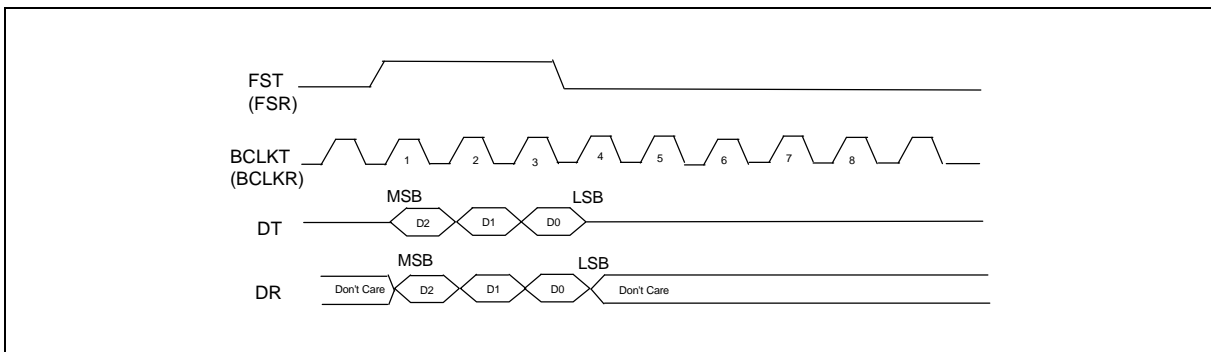 FST
(FSR)
BCLKT
(BCLKR)
1 2 3 4 5 6 7 8
MSB LSB
DT
D2 D1 D0
MSB LSB
DR
Don't Care D2 D1 D0 Don't Care